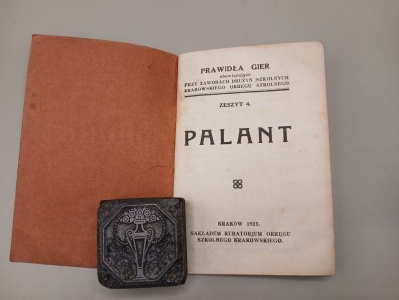 PRAWIDŁA GIER
obowiązujące
PRZY ZAWODACH DRUŻYN SZKOLNYCH
KRAKOWSKIEGO OKRĘGU SZKOLNEGO
ZESZYT 4.
PALANT
KRAKÓW 1925.
NAKŁADEM KURATORJUM OKRĘGU
SZKOLNEGO KRAKOWSKIEGO.